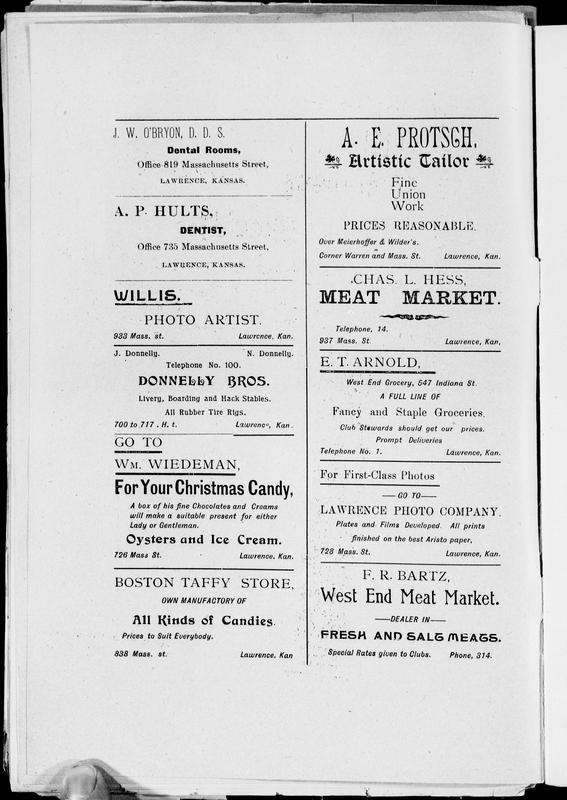 J. W. O'BRYON, D. D. S.
Dental Rooms,
Office 819 Massachusetts Street,
LAWRENCE, KANSAS.
A. P. HULTS,
DENTIST,
Office 735 Massachusetts Street,
LAWRENCE, KANSAS.
WILLIS.
PHOTO ARTIST.
933 Mass. st. Lawrence, Kan.
J. Donnelly. N. Donnelly.
Telephone No. 100.
DONNELLY BROS.
Livery, Boarding and Hack Stables.
All Rubber Tire Rigs.
700 to 717 . H. t. Lawrence, Kan.
GO TO
WM. WIEDEMAN,
For Your Christmas Candy,
A box of his fine Chocolates and Creams
will make a suitable present for either
Lady or Gentleman.
Oysters and Ice Cream.
726 Mass St. Lawrence. Kan.
BOSTON TAFFY STORE,
OWN MANUFACTORY OF
All Kinds of Candies.
Prices to Suit Everybody.
838 Mass. st. Lawrence. Kan
A. E. PROTSGH,
Artistic Tailor
Fine
Union
Work
PRICES REASONABLE.
Over Meierhoffer & Wilder's.
Corner Warren and Mass. St. Lawrence, Kan.
CHAS. L. HESS,
MEAT MARKET.
Telephone, 14.
937 Mass. St. Lawrence, Kan,
E. T. ARNOLD,
West End Grocery, 547 Indiana St.
A FULL LINE OF
Fancy and Staple Groceries.
Club Stewards should get our prices.
Prompt Deliveries
Telephone No. 1. Lawrence, Kan.
For First-Class Photos
—GO TO—
LAWRENCE PHOTO COMPANY.
Plates and Films Developed. All prints
finished on the best Aristo paper,
728 Mass. St. Lawrence, Kan.
F. R. BARTZ,
West End Meat Market.
—DEALER IN—
FRESH AND SALG MEAGS.
Special Rates given to Clubs. Phone, 314.